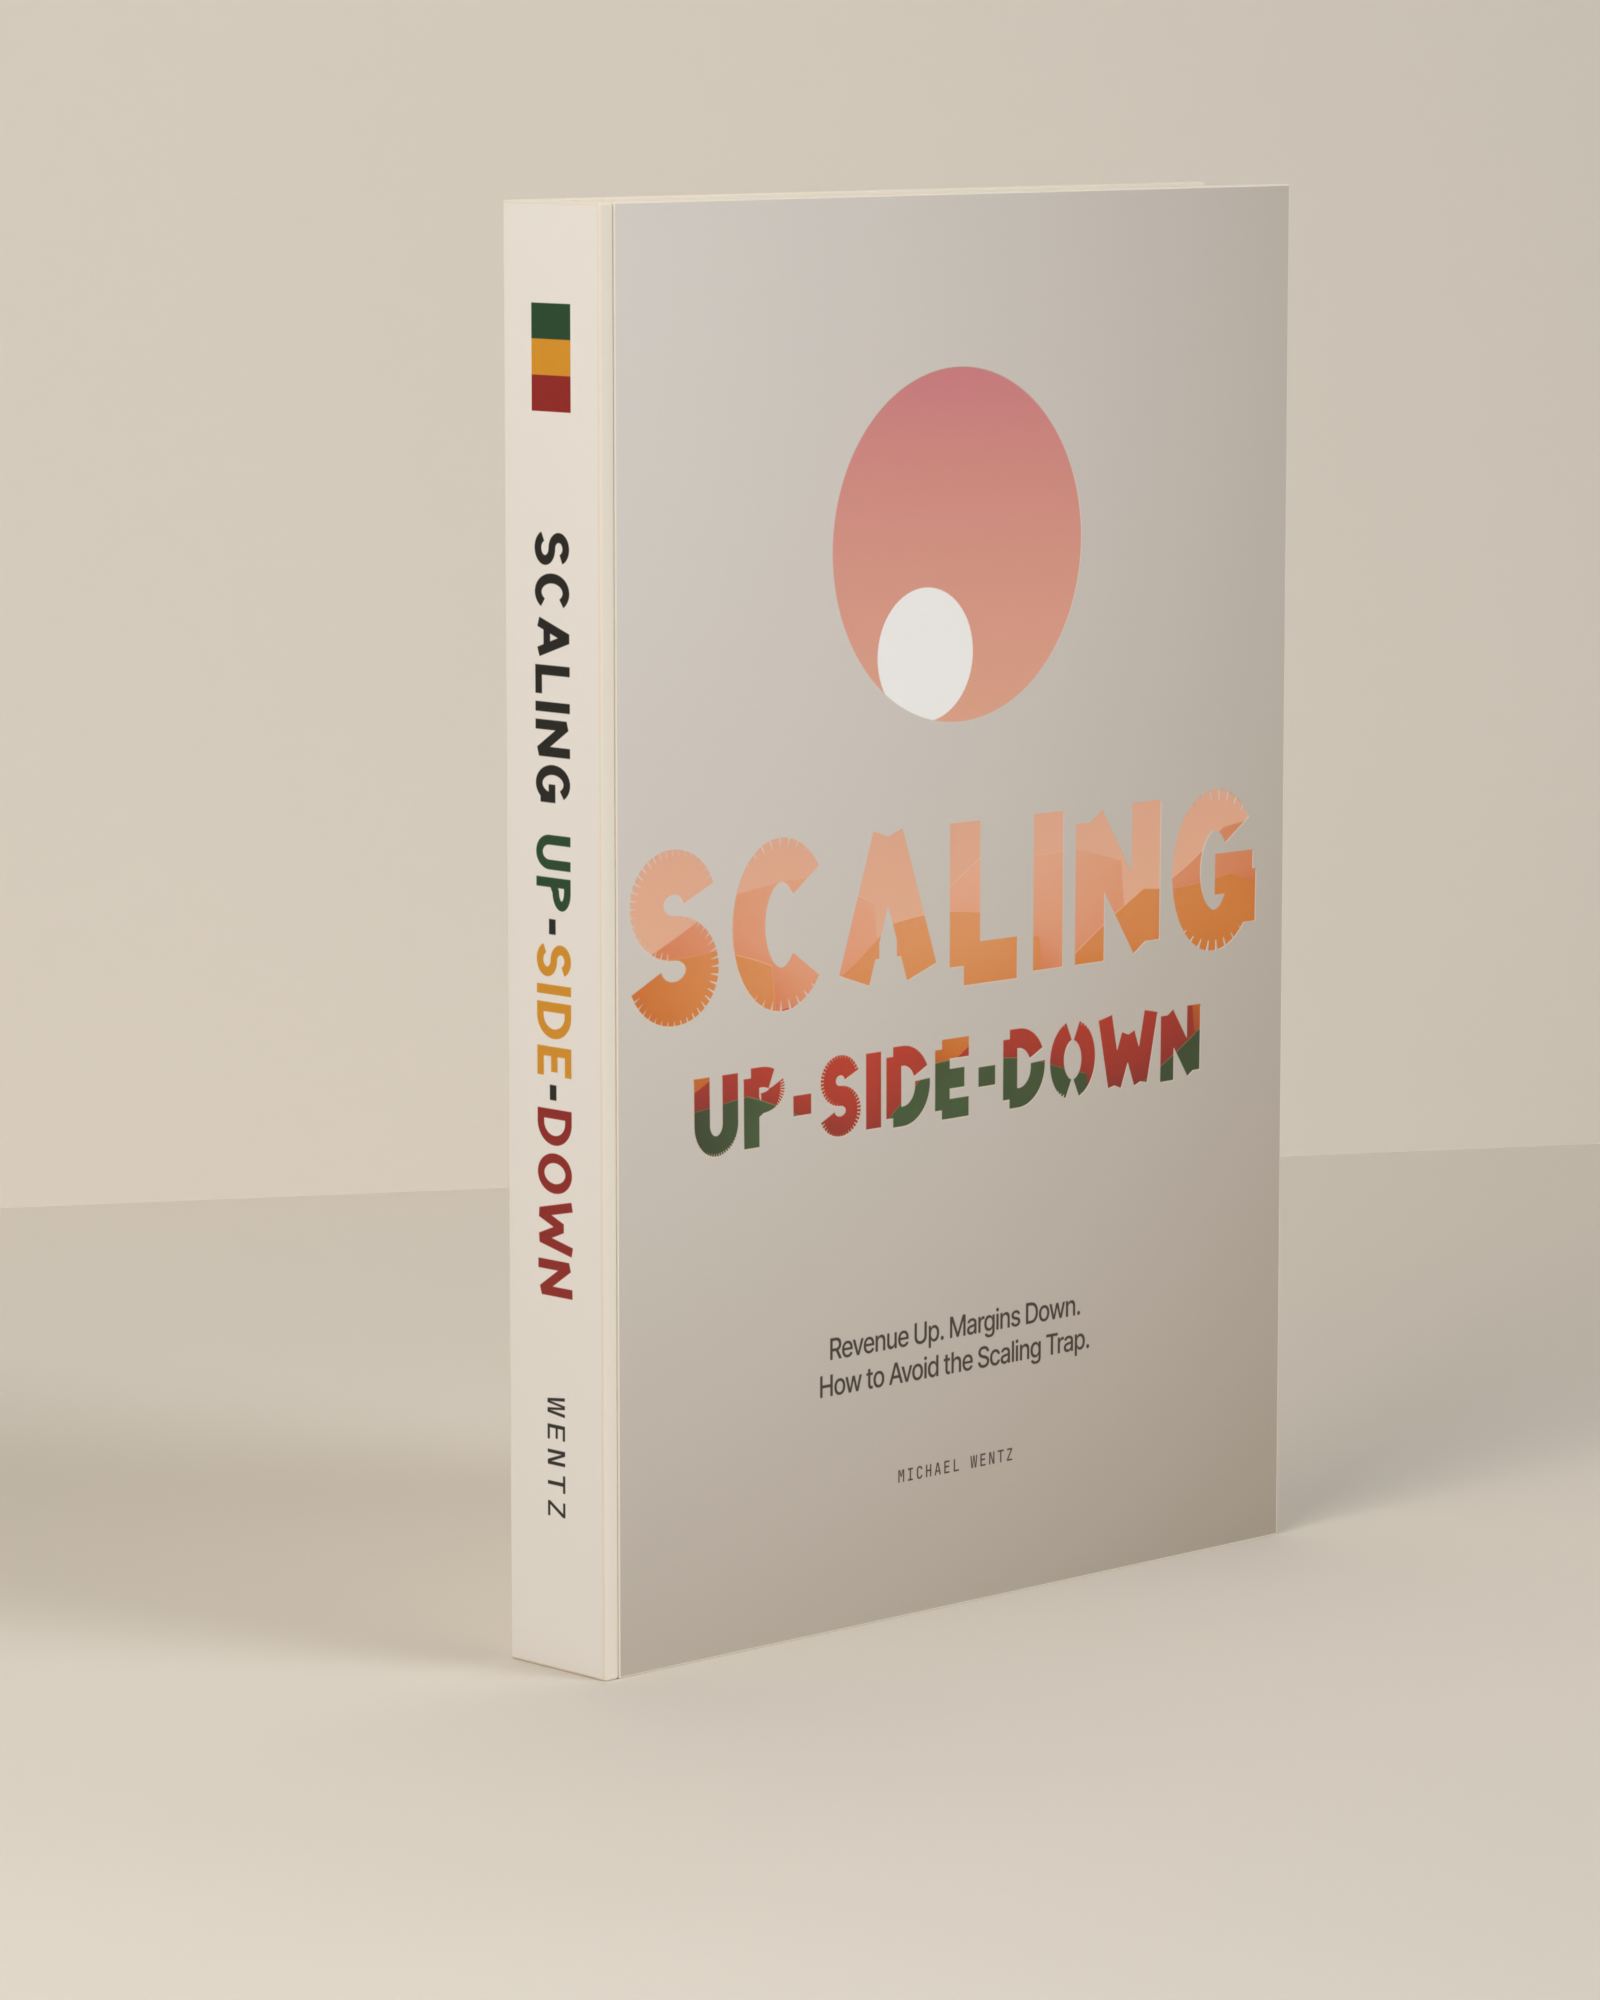 SCALING UP-SIDE-DOWN
WENTZ
SCALING
UP-SIDE-DOWN
Revenue Up. Margins Down.
How to Avoid the Scaling Trap.
MICHAEL WENTZ